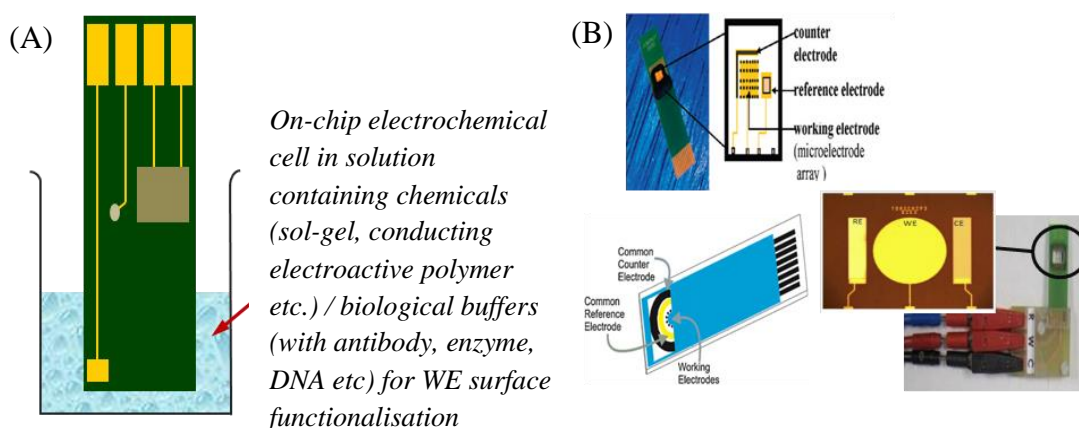 (A)
On-chip electrochemical
cell in solution
containing chemicals
(sol-gel, conducting
electroactive polymer
etc.) / biological buffers
(with antibody, enzyme,
DNA etc) for WE surface
functionalisation
(B)
counter
electrode
reference electrode
working electrode
(microelectrode
array )
Common
Counter
Electrode
Common
Reference
Electrode
Working
Electrodes
RE
WE
CE
R W C